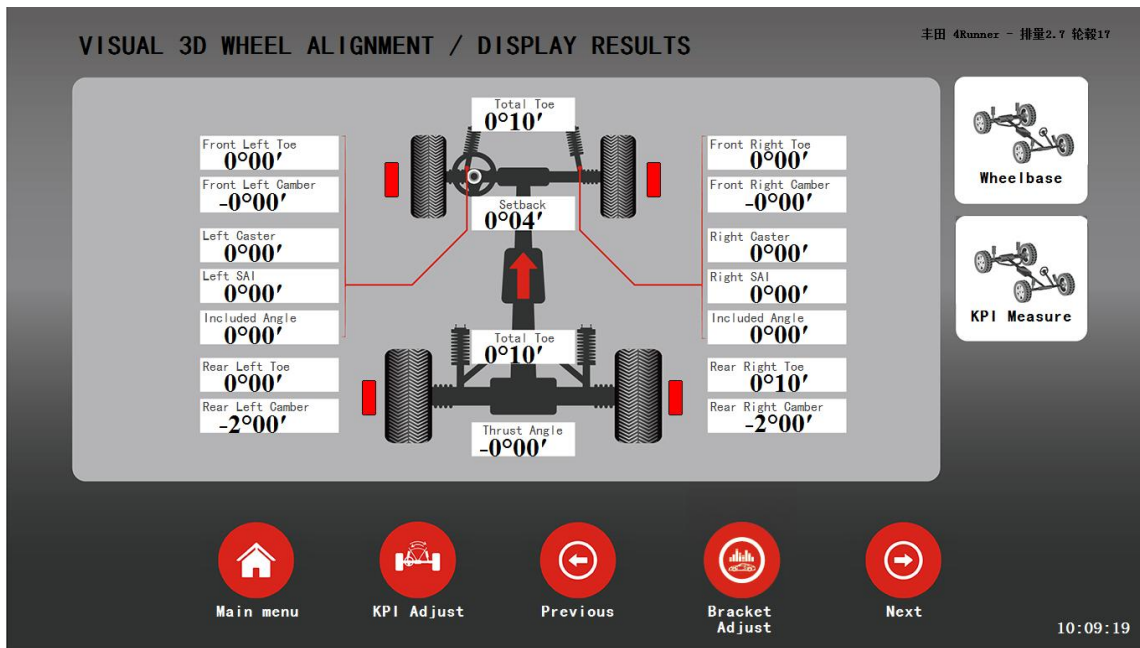 VISUAL 3D WHEEL ALIGNMENT / DISPLAY RESULTS
丰田 4Runner - 排量2.7 轮毂17
Total Toe
0°10′
Front Left Toe
0°00′
Front Left Camber
-0°00′
Left Caster
0°00′
Left SAI
0°00′
Included Angle
0°00′
Rear Left Toe
0°00′
Rear Left Camber
-2°00′
Setback
0°04′
Total Toe
0°10′
Thrust Angle
-0°00′
Front Right Toe
0°00′
Front Right Camber
-0°00′
Right Caster
0°00′
Right SAI
0°00′
Included Angle
0°00′
Rear Right Toe
0°10′
Rear Right Camber
-2°00′
Wheelbase
KPI Measure
Main menu
KPI Adjust
Previous
Bracket
Adjust
Next
10:09:19